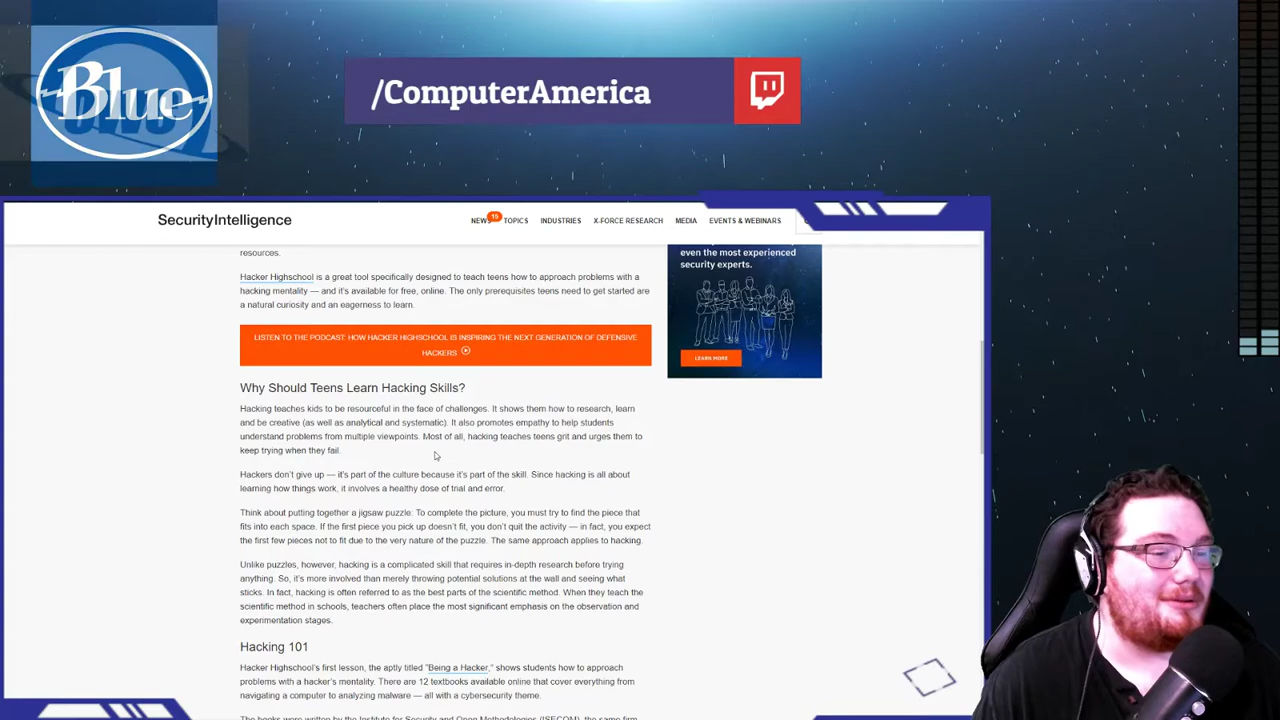 Blue
/ComputerAmerica
SecurityIntelligence
NEWS 15 TOPICS INDUSTRIES X-FORCE RESEARCH MEDIA EVENTS & WEBINARS
resources.
Hacker Highschool is a great tool specifically designed to teach teens how to approach problems with a
hacking mentality — and it's available for free, online. The only prerequisites teens need to get started are
a natural curiosity and an eagerness to learn.
LISTEN TO THE PODCAST: HOW HACKER HIGHSCHOOL IS INSPIRING THE NEXT GENERATION OF DEFENSIVE
HACKERS
even the most experienced
security experts.
LEARN MORE
Why Should Teens Learn Hacking Skills?
Hacking teaches kids to be resourceful in the face of challenges. It shows them how to research, learn
and be creative (as well as analytical and systematic). It also promotes empathy to help students
understand problems from multiple viewpoints. Most of all, hacking teaches teens grit and urges them to
keep trying when they fail.
Hackers don't give up — it's part of the culture because it's part of the skill. Since hacking is all about
learning how things work, it involves a healthy dose of trial and error.
Think about putting together a jigsaw puzzle. To complete the picture, you must try to find the piece that
fits into each space. If the first piece you pick up doesn't fit, you don't quit the activity — in fact, you expect
the first few pieces not to fit due to the very nature of the puzzle. The same approach applies to hacking.
Unlike puzzles, however, hacking is a complicated skill that requires in-depth research before trying
anything. So, it's more involved than merely throwing potential solutions at the wall and seeing what
sticks. In fact, hacking is often referred to as the best parts of the scientific method. When they teach the
scientific method in schools, teachers often place the most significant emphasis on the observation and
experimentation stages.
Hacking 101
Hacker Highschool's first lesson, the aptly titled "Being a Hacker," shows students how to approach
problems with a hacker's mentality. There are 12 textbooks available online that cover everything from
navigating a computer to analyzing malware — all with a cybersecurity theme.
The books were written by the Institute for Security and Open Methodologies (ISECOM), the same firm